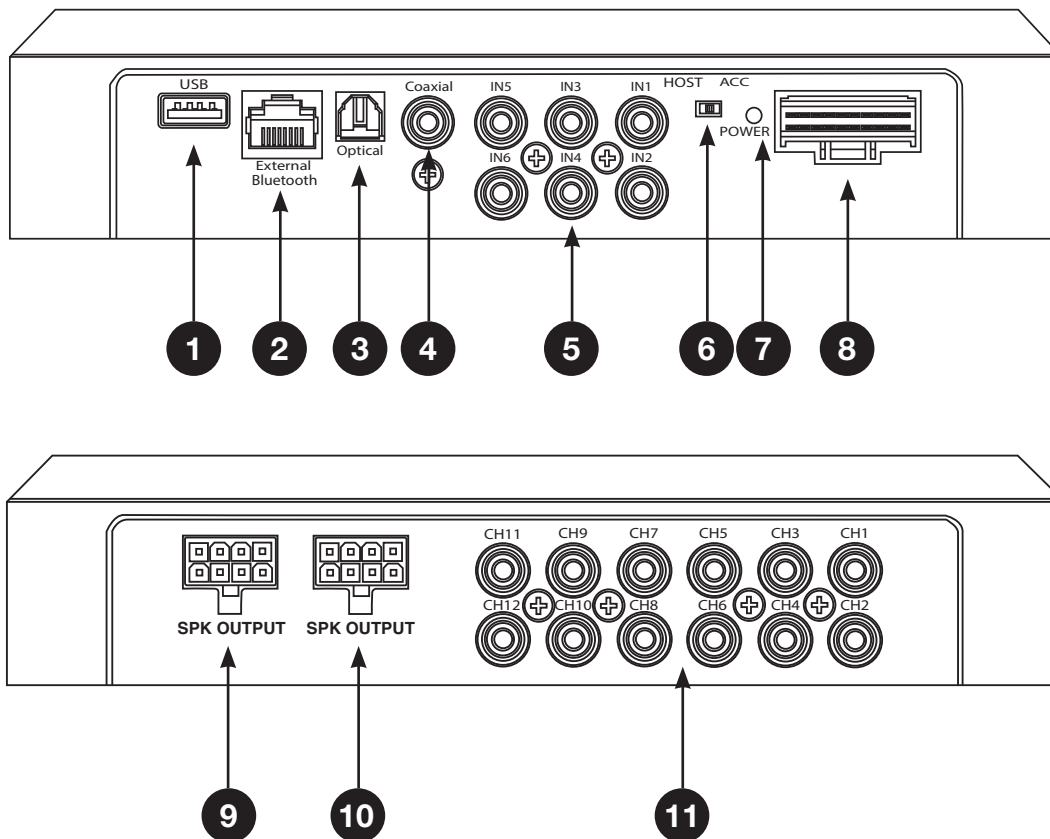 USB
External
Bluetooth
Optical
Coaxial
IN5 IN3 IN1
IN6 IN4 IN2
HOST ACC
POWER
1 2 3 4 5 6 7 8
SPK OUTPUT SPK OUTPUT
CH11 CH9 CH7 CH5 CH3 CH1
CH12 CH10 CH8 CH6 CH4 CH2
9 10 11